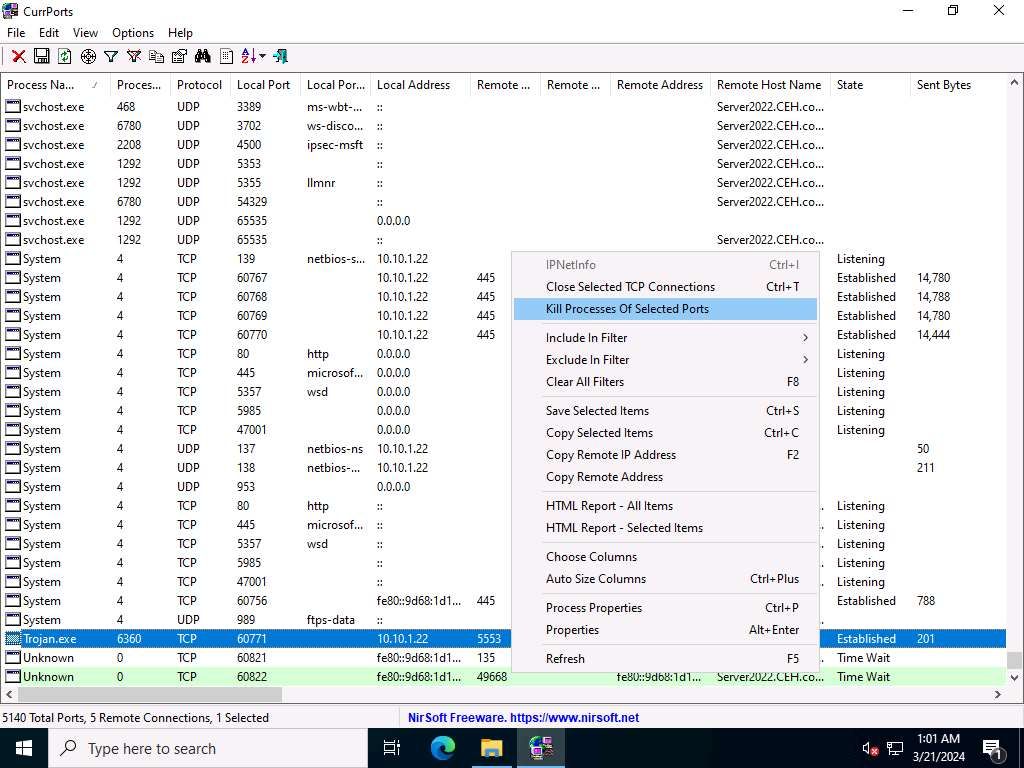 CurrPorts
File Edit View Options Help
Process Na... Proces... Protocol Local Port Local Por... Local Address Remote ... Remote ... Remote Address Remote Host Name State Sent Bytes
svchost.exe 468 UDP 3389 ms-wbt-... :: Server2022.CEH.co...
svchost.exe 6780 UDP 3702 ws-disco... :: Server2022.CEH.co...
svchost.exe 2208 UDP 4500 ipsec-msft :: Server2022.CEH.co...
svchost.exe 1292 UDP 5353 :: Server2022.CEH.co...
svchost.exe 1292 UDP 5355 llmnr :: Server2022.CEH.co...
svchost.exe 6780 UDP 54329 :: Server2022.CEH.co...
svchost.exe 1292 UDP 65535 0.0.0.0
svchost.exe 1292 UDP 65535 :: Server2022.CEH.co...
System 4 TCP 139 netbios-s... 10.10.1.22 Listening
System 4 TCP 60767 10.10.1.22 445 Established 14,780
System 4 TCP 60768 10.10.1.22 445 Established 14,788
System 4 TCP 60769 10.10.1.22 445 Established 14,780
System 4 TCP 60770 10.10.1.22 445 Established 14,444
System 4 TCP 80 http 0.0.0.0 Listening
System 4 TCP 445 microsof... 0.0.0.0 Listening
System 4 TCP 5357 wsd 0.0.0.0 Listening
System 4 TCP 5985 0.0.0.0 Listening
System 4 TCP 47001 0.0.0.0 Listening
System 4 UDP 137 netbios-ns 10.10.1.22 50
System 4 UDP 138 netbios-... 10.10.1.22 211
System 4 UDP 953 0.0.0.0
System 4 TCP 80 http :: Listening
System 4 TCP 445 microsof... :: Listening
System 4 TCP 5357 wsd :: Listening
System 4 TCP 5985 :: Listening
System 4 TCP 47001 :: Listening
System 4 TCP 60756 fe80::9d68:1d1... 445 Established 788
System 4 UDP 989 ftps-data ::
Trojan.exe 6360 TCP 60771 10.10.1.22 5553 Established 201
Unknown 0 TCP 60821 fe80::9d68:1d1... 135 Time Wait
Unknown 0 TCP 60822 fe80::9d68:1d1... 49668 fe80::9d68:1d1... Server2022.CEH.co... Time Wait
IPNetInfo Ctrl+I
Close Selected TCP Connections Ctrl+T
Kill Processes Of Selected Ports
Include In Filter
Exclude In Filter
Clear All Filters F8
Save Selected Items Ctrl+S
Copy Selected Items Ctrl+C
Copy Remote IP Address F2
Copy Remote Address
HTML Report - All Items
HTML Report - Selected Items
Choose Columns
Auto Size Columns Ctrl+Plus
Process Properties Ctrl+P
Properties Alt+Enter
Refresh F5
5140 Total Ports, 5 Remote Connections, 1 Selected
NirSoft Freeware. https://www.nirsoft.net
Type here to search
1:01 AM
3/21/2024
1